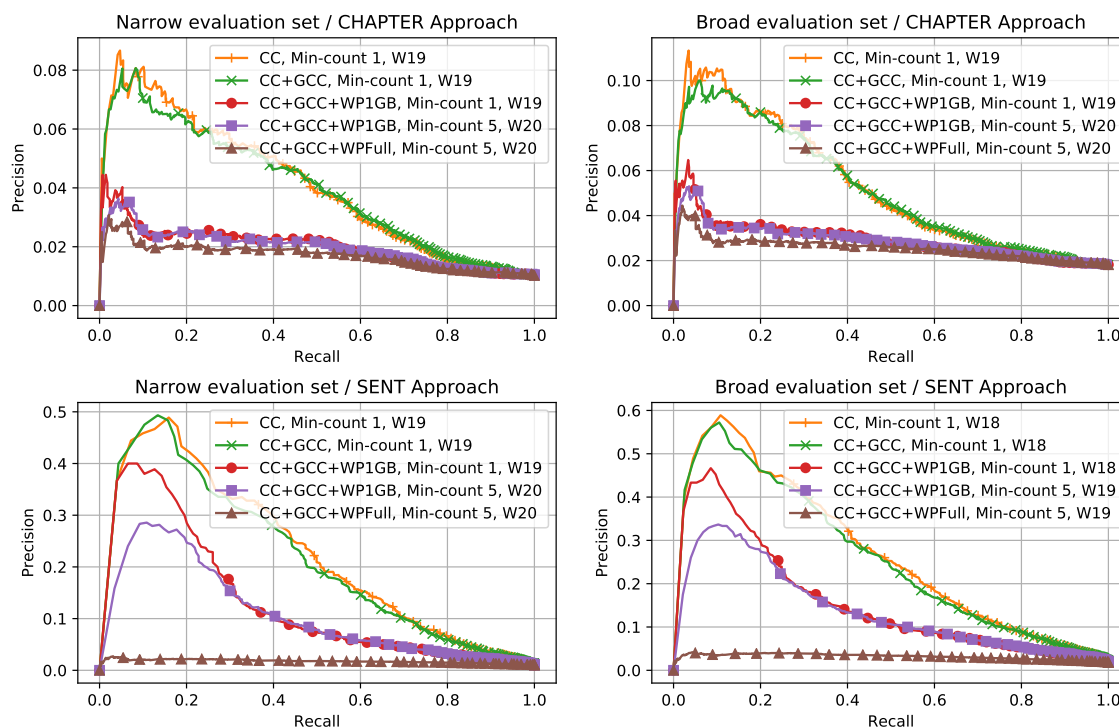 Narrow evaluation set / CHAPTER Approach
Precision
0.08
0.06
0.04
0.02
0.00
CC, Min-count 1, W19
CC+GCC, Min-count 1, W19
CC+GCC+WP1GB, Min-count 1, W19
CC+GCC+WP1GB, Min-count 5, W20
CC+GCC+WPFull, Min-count 5, W20
0.0 0.2 0.4 0.6 0.8 1.0
Recall
Broad evaluation set / CHAPTER Approach
Precision
0.10
0.08
0.06
0.04
0.02
0.00
CC, Min-count 1, W19
CC+GCC, Min-count 1, W19
CC+GCC+WP1GB, Min-count 1, W19
CC+GCC+WP1GB, Min-count 5, W20
CC+GCC+WPFull, Min-count 5, W20
0.0 0.2 0.4 0.6 0.8 1.0
Recall
Narrow evaluation set / SENT Approach
Precision
0.5
0.4
0.3
0.2
0.1
0.0
CC, Min-count 1, W19
CC+GCC, Min-count 1, W19
CC+GCC+WP1GB, Min-count 1, W19
CC+GCC+WP1GB, Min-count 5, W20
CC+GCC+WPFull, Min-count 5, W20
0.0 0.2 0.4 0.6 0.8 1.0
Recall
Broad evaluation set / SENT Approach
Precision
0.6
0.5
0.4
0.3
0.2
0.1
0.0
CC, Min-count 1, W18
CC+GCC, Min-count 1, W18
CC+GCC+WP1GB, Min-count 1, W18
CC+GCC+WP1GB, Min-count 5, W19
CC+GCC+WPFull, Min-count 5, W19
0.0 0.2 0.4 0.6 0.8 1.0
Recall